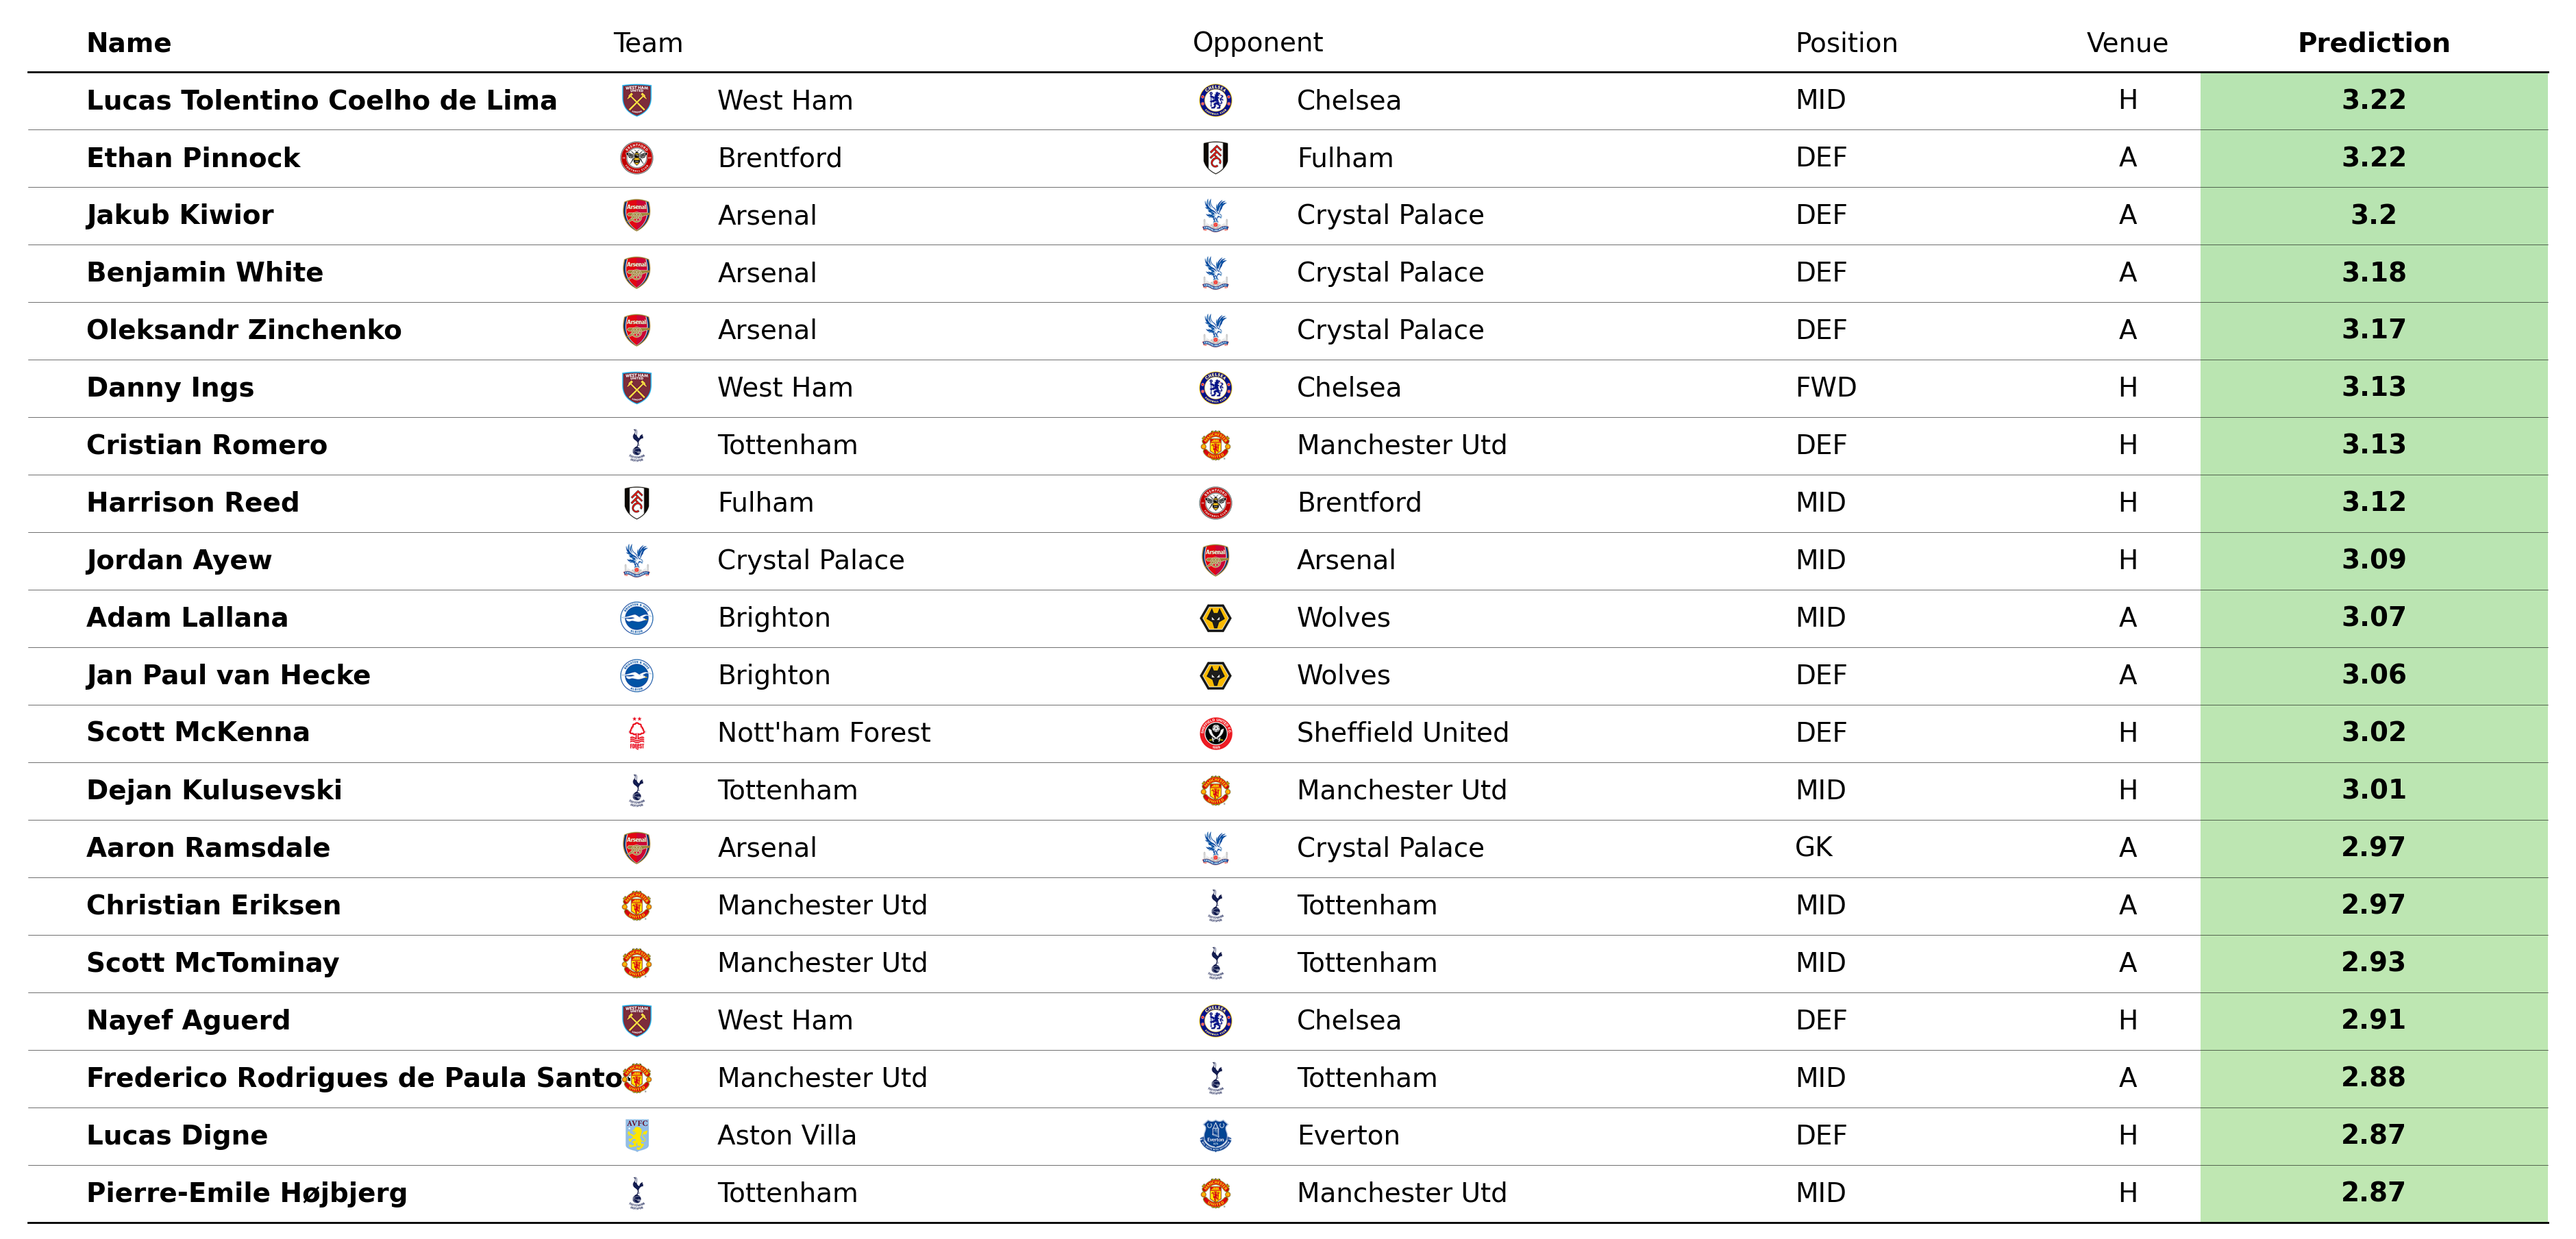 Name Team Opponent Position Venue Prediction
Lucas Tolentino Coelho de Lima West Ham Chelsea MID H 3.22
Ethan Pinnock Brentford Fulham DEF A 3.22
Jakub Kiwior Arsenal Crystal Palace DEF A 3.2
Benjamin White Arsenal Crystal Palace DEF A 3.18
Oleksandr Zinchenko Arsenal Crystal Palace DEF A 3.17
Danny Ings West Ham Chelsea FWD H 3.13
Cristian Romero Tottenham Manchester Utd DEF H 3.13
Harrison Reed Fulham Brentford MID H 3.12
Jordan Ayew Crystal Palace Arsenal MID H 3.09
Adam Lallana Brighton Wolves MID A 3.07
Jan Paul van Hecke Brighton Wolves DEF A 3.06
Scott McKenna Nott'ham Forest Sheffield United DEF H 3.02
Dejan Kulusevski Tottenham Manchester Utd MID H 3.01
Aaron Ramsdale Arsenal Crystal Palace GK A 2.97
Christian Eriksen Manchester Utd Tottenham MID A 2.97
Scott McTominay Manchester Utd Tottenham MID A 2.93
Nayef Aguerd West Ham Chelsea DEF H 2.91
Frederico Rodrigues de Paula Santo Manchester Utd Tottenham MID A 2.88
Lucas Digne Aston Villa Everton DEF H 2.87
Pierre-Emile Højbjerg Tottenham Manchester Utd MID H 2.87